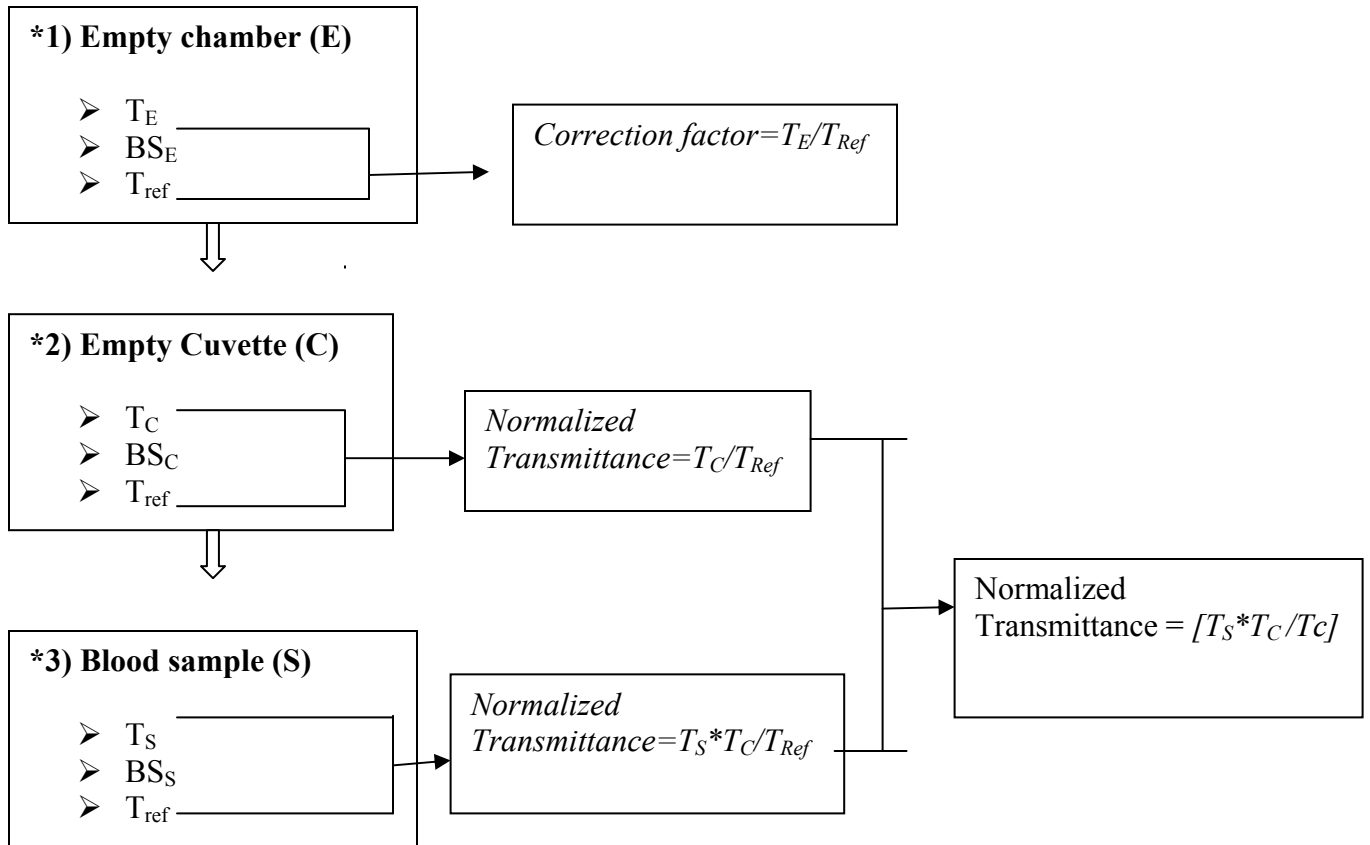 *1) Empty chamber (E)
➢ T_E
➢ BS_E
➢ T_ref
Correction factor=T_E/T_Ref
*2) Empty Cuvette (C)
➢ T_C
➢ BS_C
➢ T_ref
Normalized
Transmittance=T_C/T_Ref
*3) Blood sample (S)
➢ T_S
➢ BS_S
➢ T_ref
Normalized
Transmittance=T_S*T_C/T_Ref
Normalized
Transmittance = [T_S*T_C/Tc]